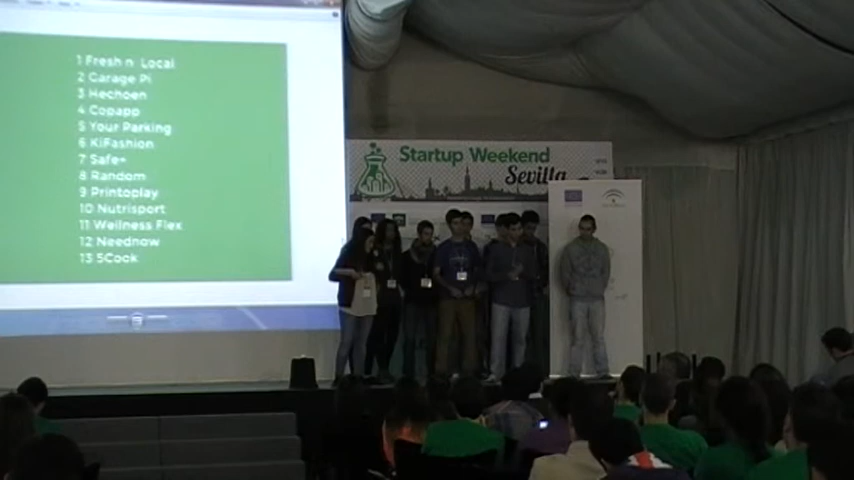 1 Fresh n Local
2 Garage Pi
3 Hechoen
4 Copapp
5 Your Parking
6 KiFashion
7 Safe+
8 Random
9 Printoplay
10 Nutrisport
11 Wellness Flex
12 Neednow
13 5Cook
Startup Weekend
Sevilla